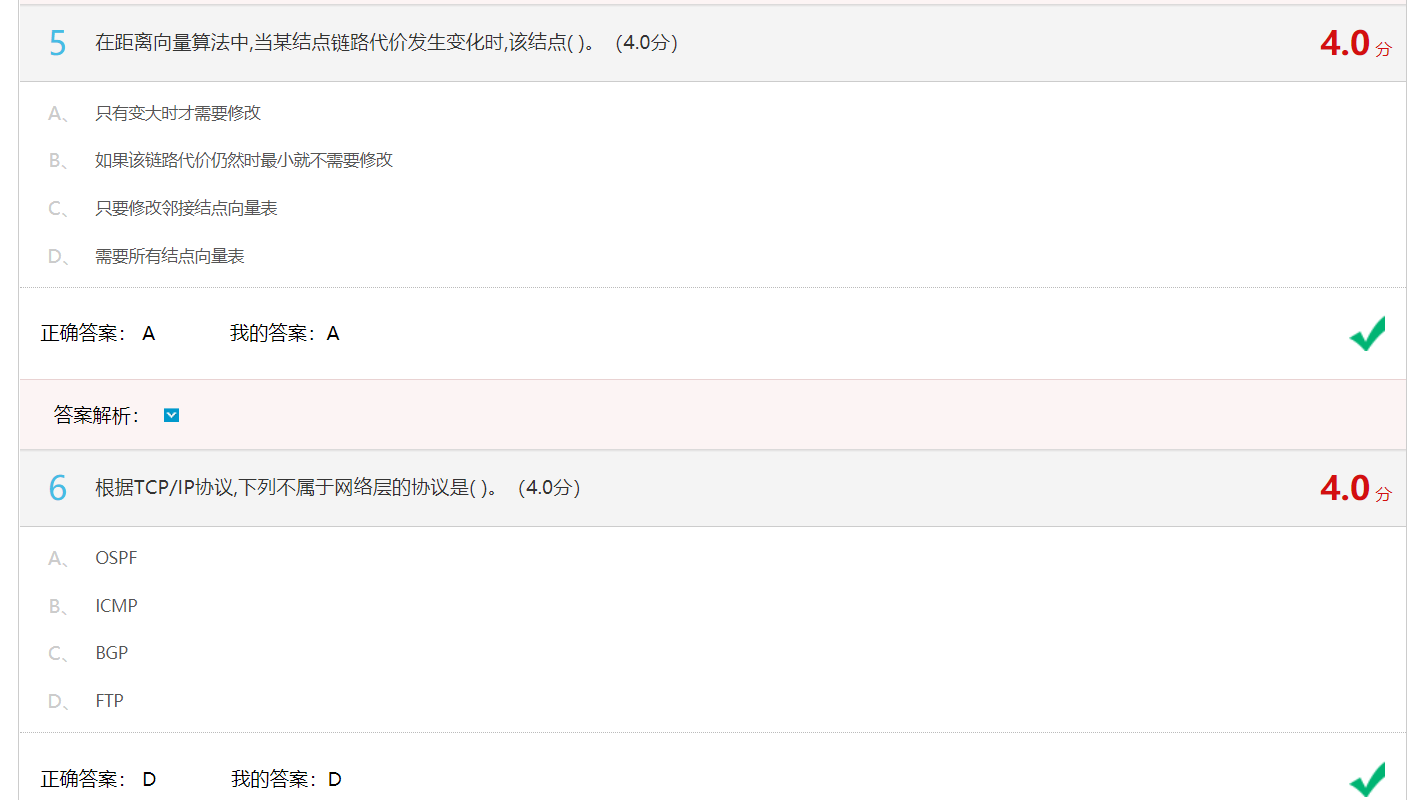 5 在距离向量算法中,当某结点链路代价发生变化时,该结点( )。 (4.0分) 4.0 分
A、 只有变大时才需要修改
B、 如果该链路代价仍然时最小就不需要修改
C、 只要修改邻接结点向量表
D、 需要所有结点向量表
正确答案： A 我的答案：A
答案解析：
6 根据TCP/IP协议,下列不属于网络层的协议是( )。 (4.0分) 4.0 分
A、 OSPF
B、 ICMP
C、 BGP
D、 FTP
正确答案： D 我的答案：D